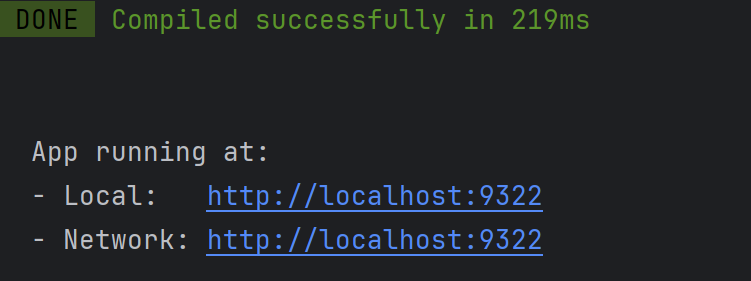 DONE Compiled successfully in 219ms
App running at:
- Local: http://localhost:9322
- Network: http://localhost:9322